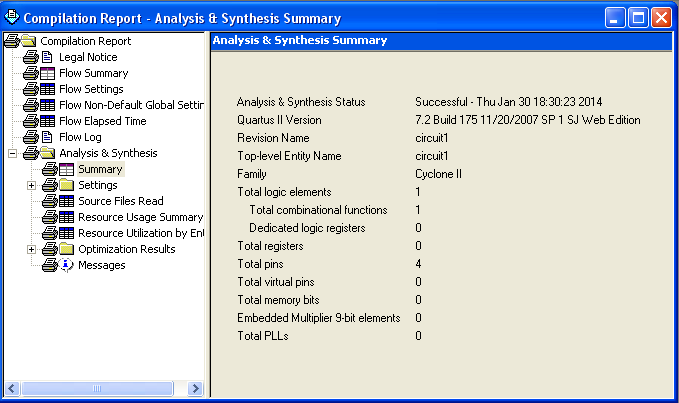 Compilation Report - Analysis & Synthesis Summary
Compilation Report
Legal Notice
Flow Summary
Flow Settings
Flow Non-Default Global Settin
Flow Elapsed Time
Flow Log
Analysis & Synthesis
Summary
Settings
Source Files Read
Resource Usage Summary
Resource Utilization by En
Optimization Results
Messages
Analysis & Synthesis Summary
Analysis & Synthesis Status Successful - Thu Jan 30 18:30:23 2014
Quartus II Version 7.2 Build 175 11/20/2007 SP 1 SJ Web Edition
Revision Name circuit1
Top-level Entity Name circuit1
Family Cyclone II
Total logic elements 1
Total combinational functions 1
Dedicated logic registers 0
Total registers 0
Total pins 4
Total virtual pins 0
Total memory bits 0
Embedded Multiplier 9-bit elements 0
Total PLLs 0